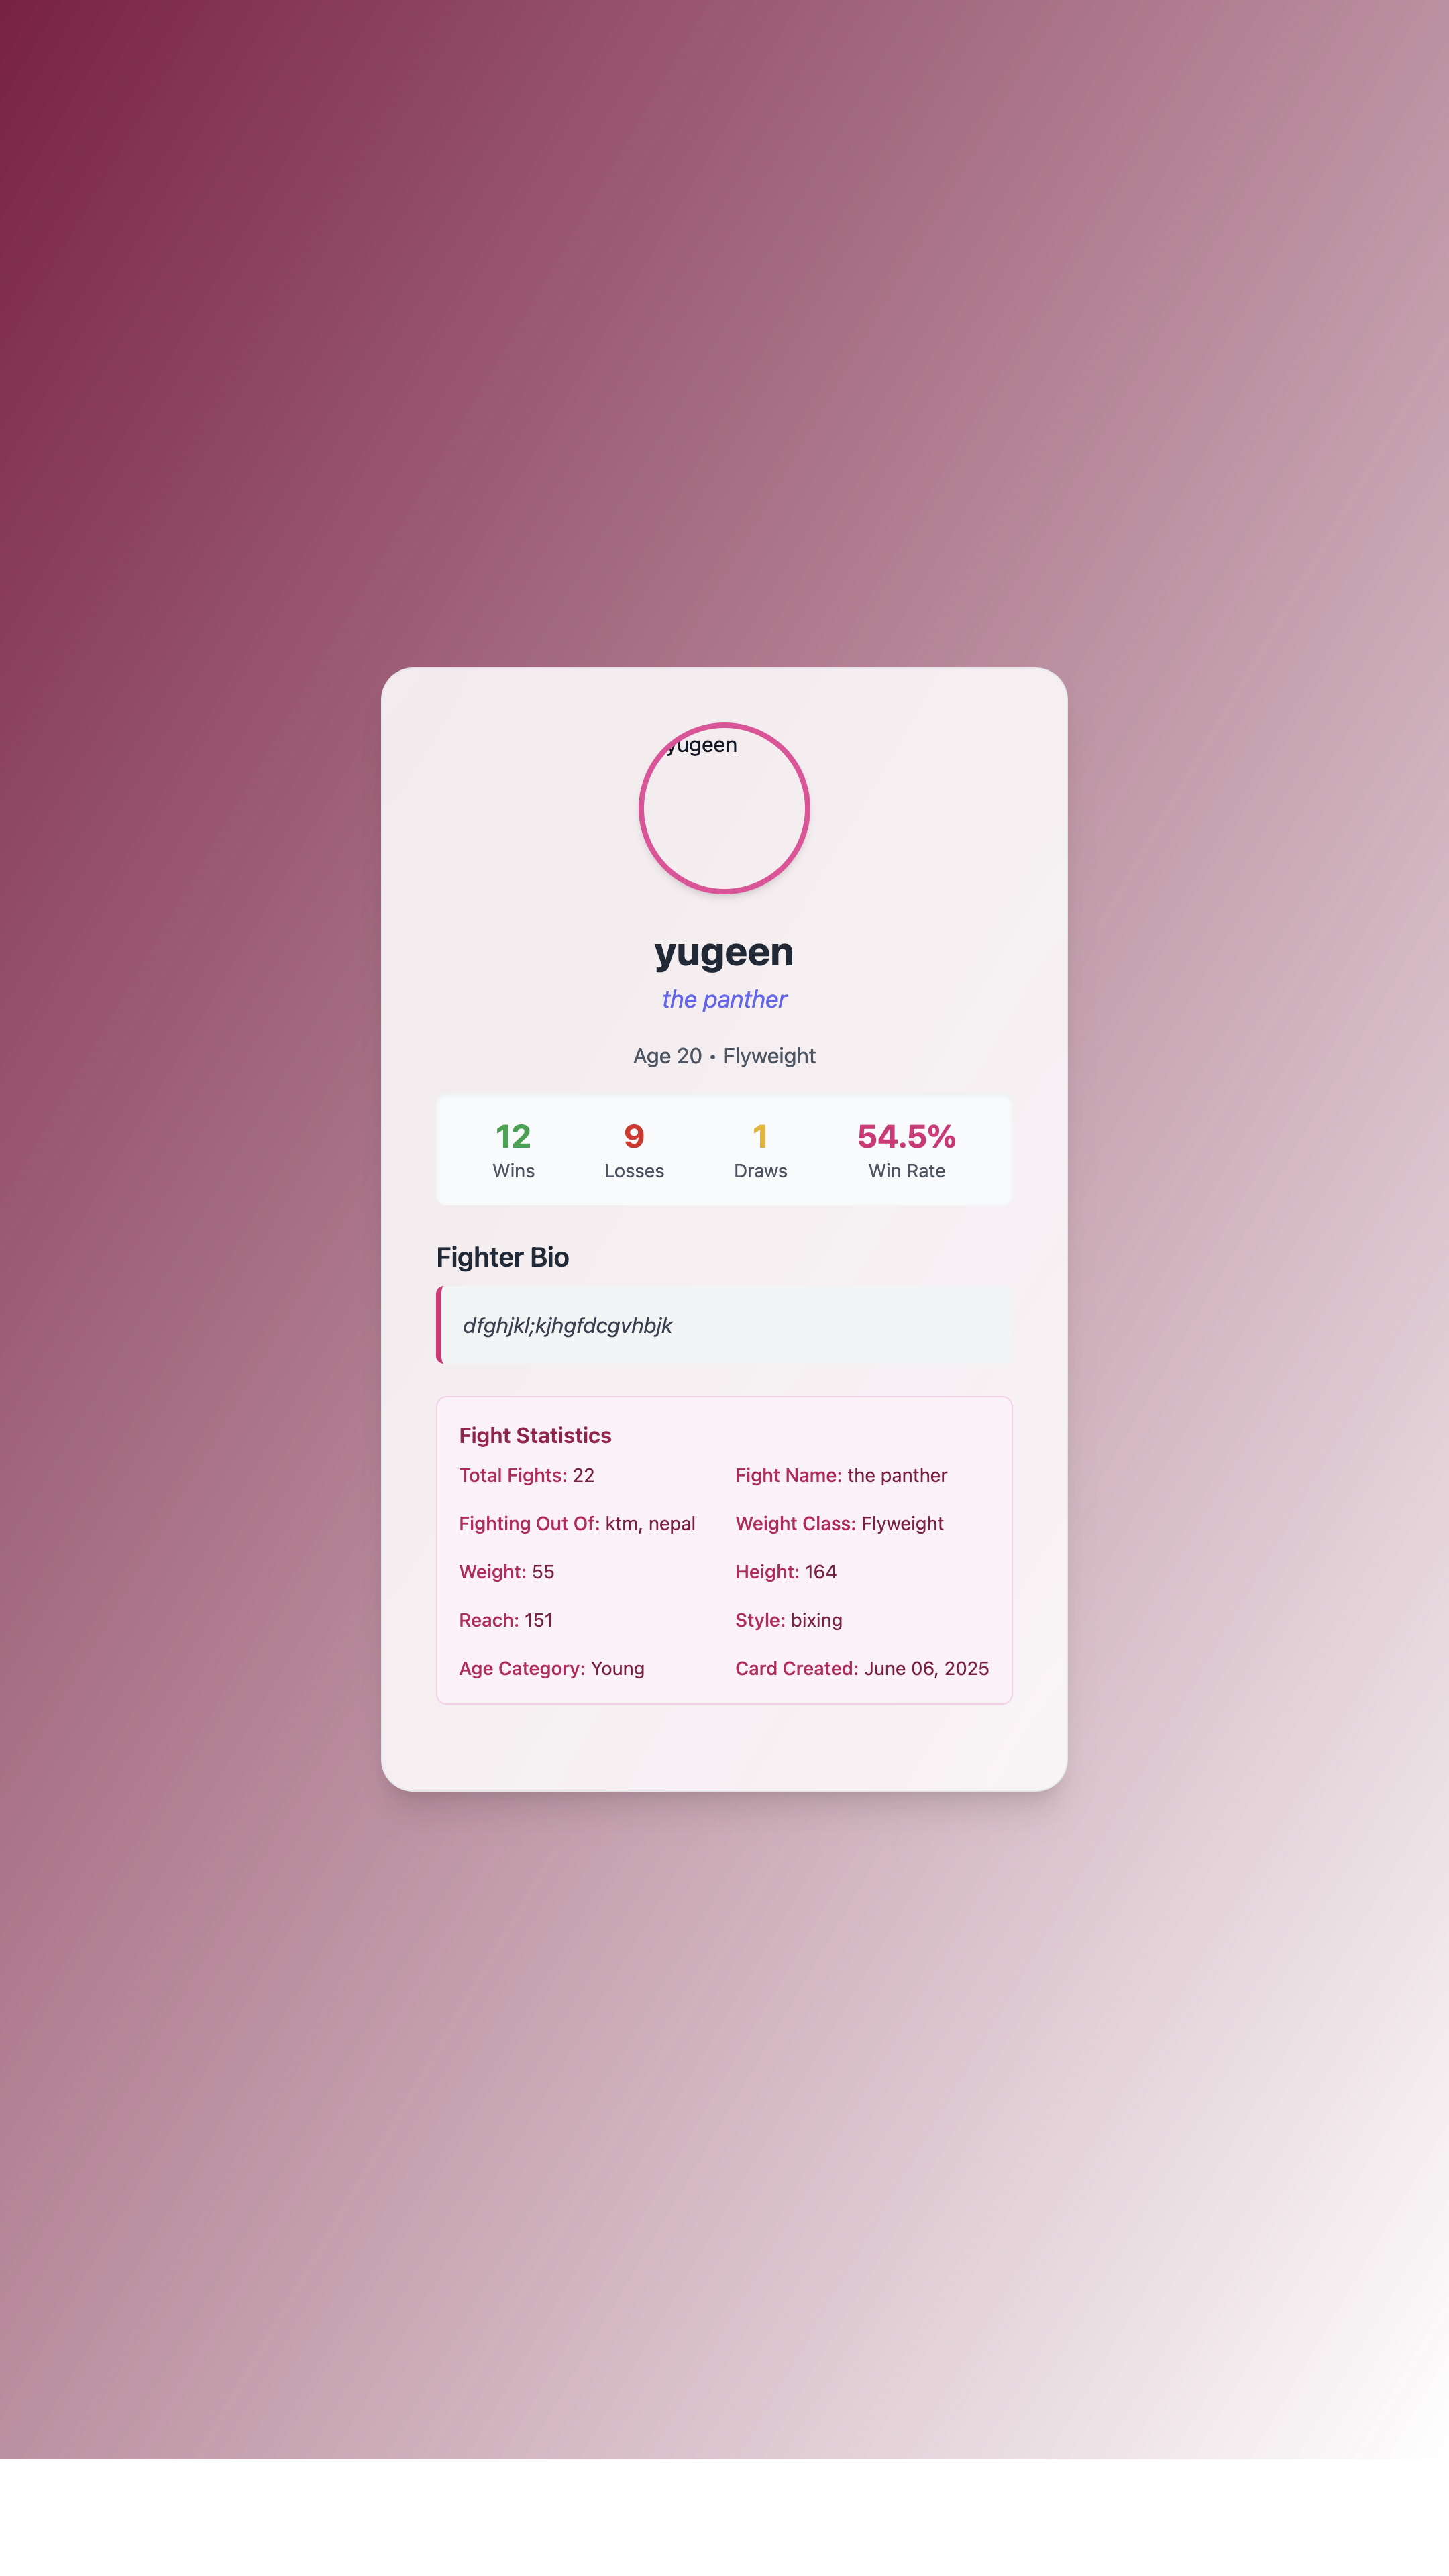 yugeen
yugeen
the panther
Age 20 • Flyweight
12 9 1 54.5%
Wins Losses Draws Win Rate
Fighter Bio
dfghjkl;kjhgfdcgvhbjk
Fight Statistics
Total Fights: 22 Fight Name: the panther
Fighting Out Of: ktm, nepal Weight Class: Flyweight
Weight: 55 Height: 164
Reach: 151 Style: bixing
Age Category: Young Card Created: June 06, 2025